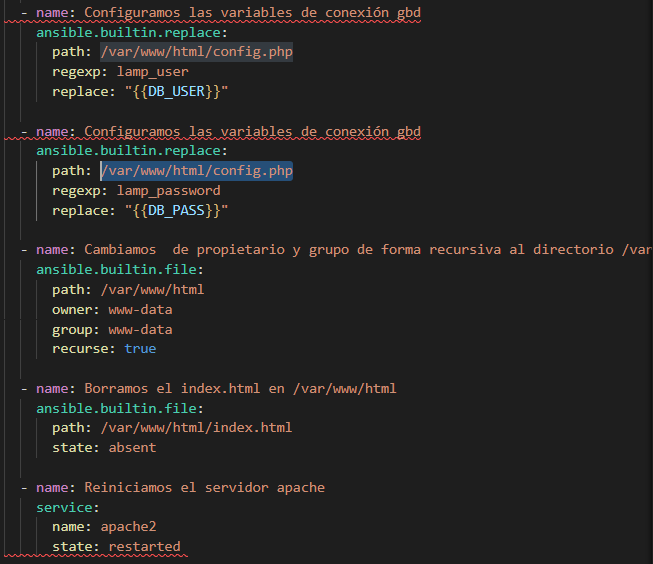 - name: Configuramos las variables de conexión gbd
ansible.builtin.replace:
path: /var/www/html/config.php
regexp: lamp_user
replace: "{{DB_USER}}"
- name: Configuramos las variables de conexión gbd
ansible.builtin.replace:
path: /var/www/html/config.php
regexp: lamp_password
replace: "{{DB_PASS}}"
- name: Cambiamos  de propietario y grupo de forma recursiva al directorio /var
ansible.builtin.file:
path: /var/www/html
owner: www-data
group: www-data
recurse: true
- name: Borramos el index.html en /var/www/html
ansible.builtin.file:
path: /var/www/html/index.html
state: absent
- name: Reiniciamos el servidor apache
service:
name: apache2
state: restarted